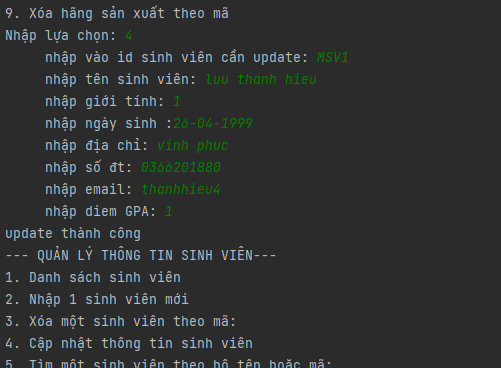 9. Xóa hãng sản xuất theo mã
Nhập lựa chọn: 4
nhập vào id sinh viên cần update: MSV1
nhập tên sinh viên: luu thanh hieu
nhập giới tính: 1
nhập ngày sinh :26-04-1999
nhập địa chỉ: vinh phuc
nhập số đt: 0366201880
nhập email: thanhhieu4
nhập diem GPA: 1
update thành công
--- QUẢN LÝ THÔNG TIN SINH VIÊN---
1. Danh sách sinh viên
2. Nhập 1 sinh viên mới
3. Xóa một sinh viên theo mã:
4. Cập nhật thông tin sinh viên
5. Tìm một sinh viên theo họ tên hoặc mã: